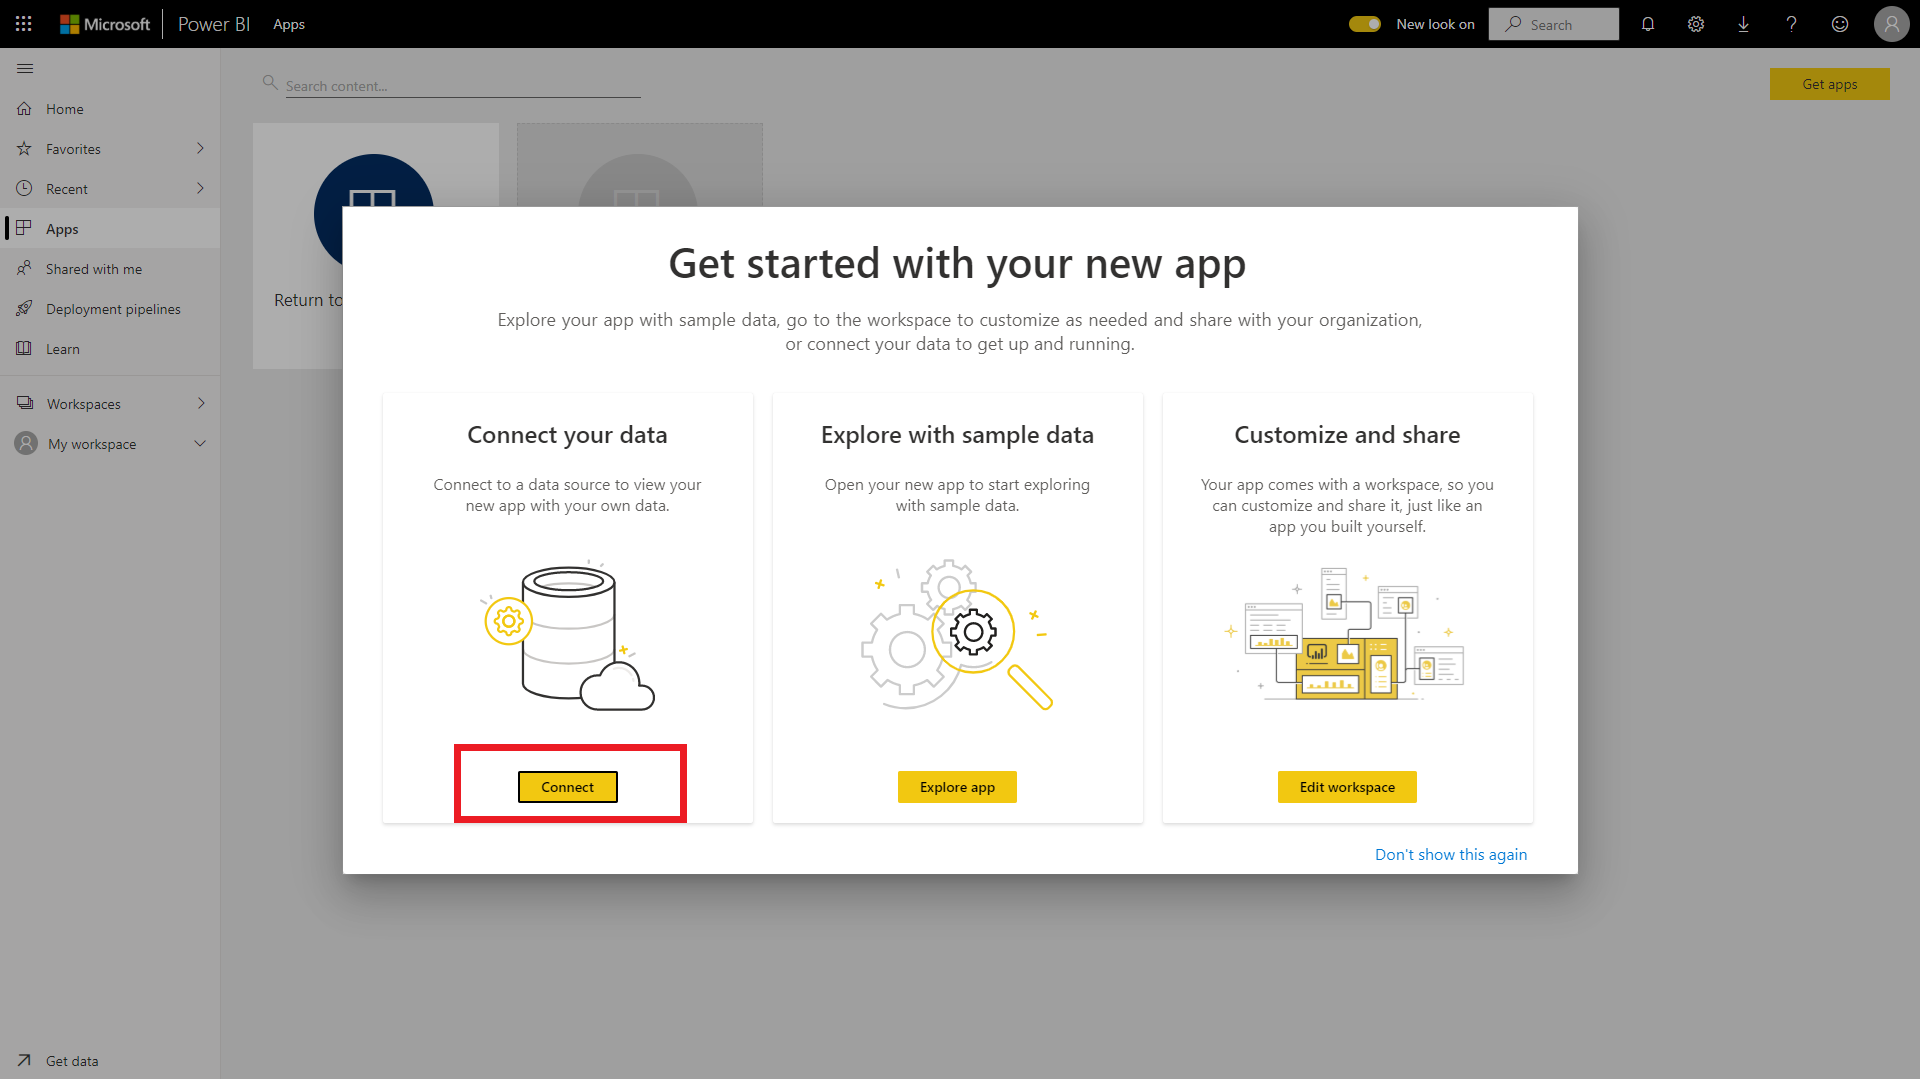 Microsoft Power BI Apps New look on Search
Search content...
Get apps
Home
Favorites
Recent
Apps
Shared with me
Deployment pipelines
Learn
Workspaces
My workspace
Get data
Return to
Get started with your new app
Explore your app with sample data, go to the workspace to customize as needed and share with your organization,
or connect your data to get up and running.
Connect your data
Connect to a data source to view your
new app with your own data.
Connect
Explore with sample data
Open your new app to start exploring
with sample data.
Explore app
Customize and share
Your app comes with a workspace, so you
can customize and share it, just like an
app you built yourself.
Edit workspace
Don't show this again